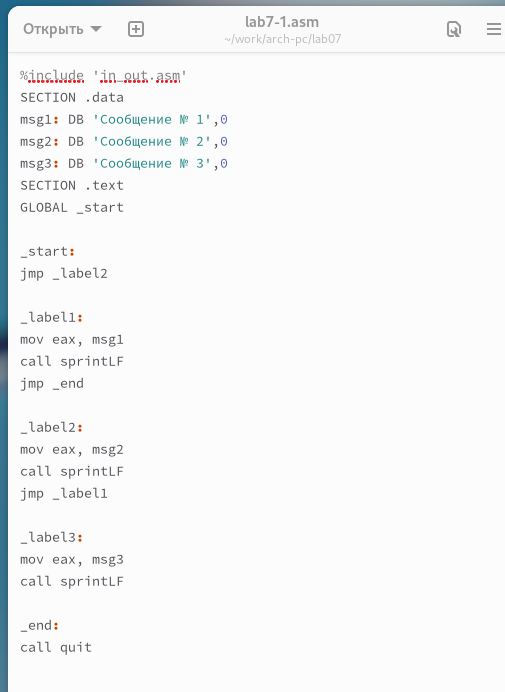 Открыть
lab7-1.asm
~/work/arch-pc/lab07
%include 'in_out.asm'
SECTION .data
msg1: DB 'Сообщение № 1',0
msg2: DB 'Сообщение № 2',0
msg3: DB 'Сообщение № 3',0
SECTION .text
GLOBAL _start
_start:
jmp _label2
_label1:
mov eax, msg1
call sprintLF
jmp _end
_label2:
mov eax, msg2
call sprintLF
jmp _label1
_label3:
mov eax, msg3
call sprintLF
_end:
call quit